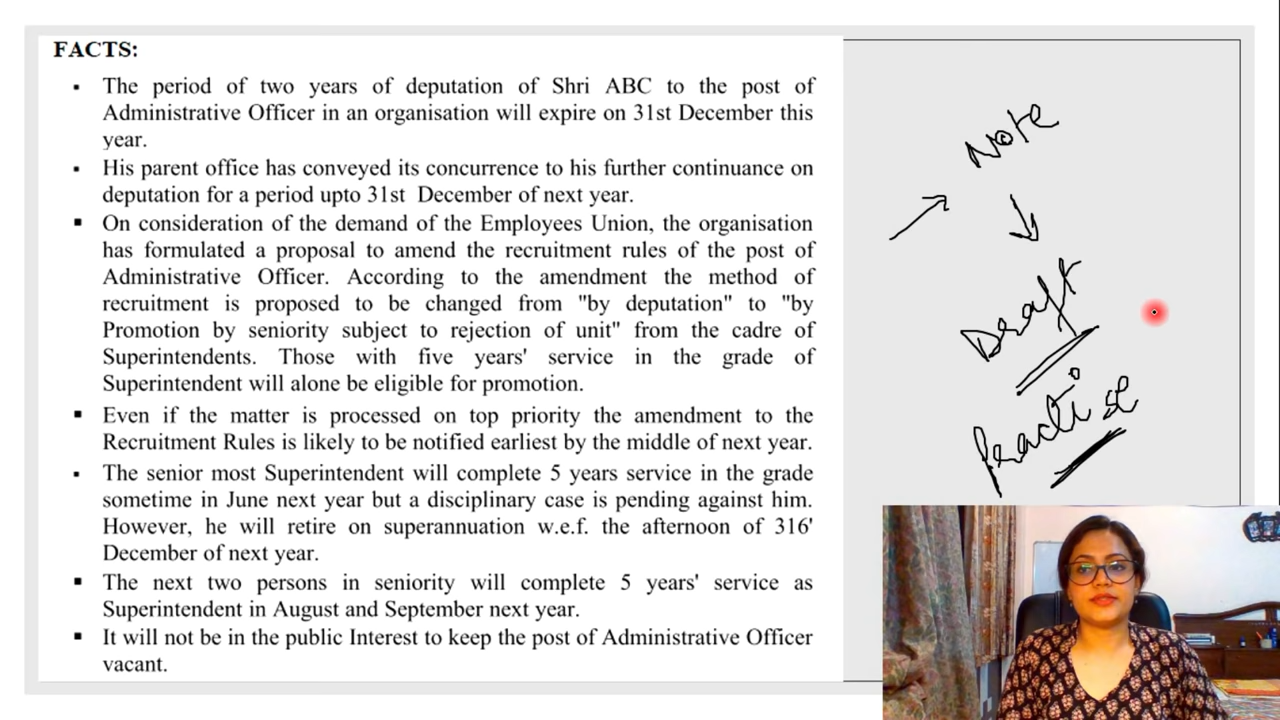 FACTS:
▪ The period of two years of deputation of Shri ABC to the post of
Administrative Officer in an organisation will expire on 31st December this
year.
▪ His parent office has conveyed its concurrence to his further continuance on
deputation for a period upto 31st December of next year.
▪ On consideration of the demand of the Employees Union, the organisation
has formulated a proposal to amend the recruitment rules of the post of
Administrative Officer. According to the amendment the method of
recruitment is proposed to be changed from "by deputation" to "by
Promotion by seniority subject to rejection of unit" from the cadre of
Superintendents. Those with five years' service in the grade of
Superintendent will alone be eligible for promotion.
▪ Even if the matter is processed on top priority the amendment to the
Recruitment Rules is likely to be notified earliest by the middle of next year.
▪ The senior most Superintendent will complete 5 years service in the grade
sometime in June next year but a disciplinary case is pending against him.
However, he will retire on superannuation w.e.f. the afternoon of 316'
December of next year.
▪ The next two persons in seniority will complete 5 years' service as
Superintendent in August and September next year.
▪ It will not be in the public Interest to keep the post of Administrative Officer
vacant.
Note
Draft
Practise